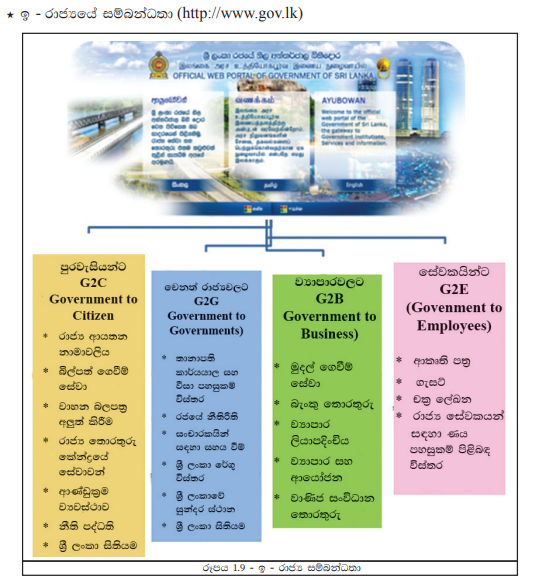 ★ ඉ - රාජ්‍යයේ සම්බන්ධතා (http://www.gov.lk)
ශ්‍රී ලංකා රජයේ නිල අන්තර්ජාල පිවිසුම
OFFICIAL WEB PORTAL OF GOVERNMENT OF SRI LANKA
ආයුබෝවන්
வணக்கம்
AYUBOWAN
Welcome to the official
web portal of the
Government of Sri Lanka,
the gateway to
Government Institutions,
Services and Information.
සිංහල
தமிழ்
English
පුරවැසියන්ට
G2C
Government to
Citizen
* රාජ්‍ය ආයතන
නාමාවලිය
* බිල්පත් ගෙවීම්
සේවා
* වාහන බලපත්‍ර
අලුත් කිරීම
* රාජ්‍ය තොරතුරු
කේන්ද්‍රයේ
සේවාවන්
* ආණ්ඩුක්‍රම
ව්‍යවස්ථාව
* නීති පද්ධති
* ශ්‍රී ලංකා සිතියම
වෙනත් රාජ්‍යවලට
G2G
Government to
Governments)
* තානාපති
කාර්යයාල සහ
වීසා පහසුකම්
විස්තර
* රජයේ නීතිරීති
* සංචාරකයින්
සඳහා සහය වීම
* ශ්‍රී ලංකා රේගු
විස්තර
* ශ්‍රී ලංකාවේ
සුන්දර ස්ථාන
* ශ්‍රී ලංකා සිතියම
ව්‍යාපාරවලට
G2B
Government to
Business)
* මුදල් ගෙවීම්
සේවා
* බැංකු තොරතුරු
* ව්‍යාපාර
ලියාපදිංචිය
* ව්‍යාපාර සහ
ආයෝජන
* වාණිජ සංවිධාන
තොරතුරු
සේවකයින්ට
G2E
(Govenment to
Employees)
* ආකෘති පත්‍ර
* ගැසට්
* චක්‍ර ලේඛන
* රාජ්‍ය සේවකයන්
සඳහා ණය
පහසුකම් පිළිබඳ
විස්තර
රූපය 1.9 - ඉ - රාජ්‍ය සම්බන්ධතා